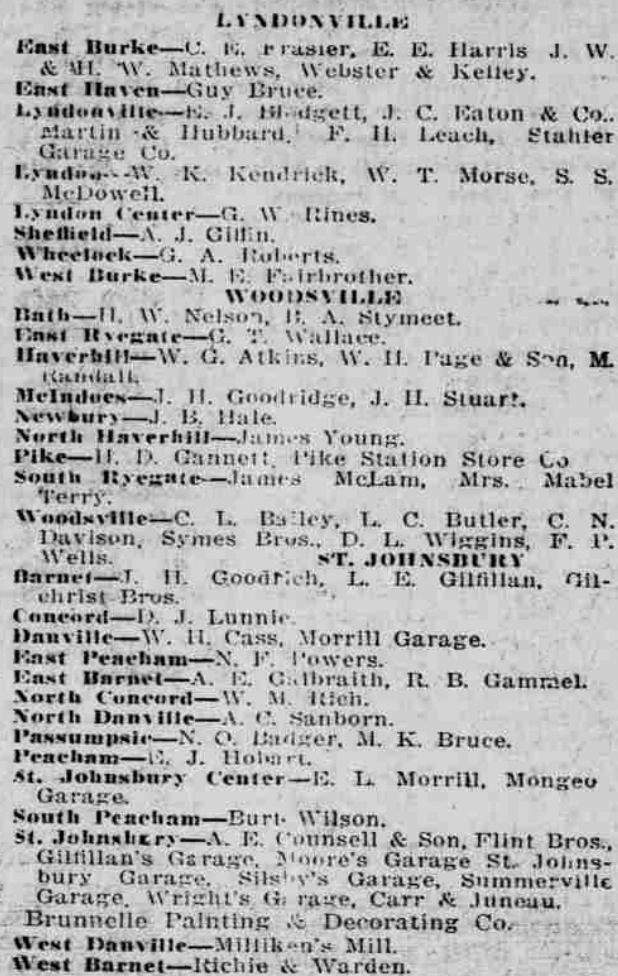 LYNDONVILLE
East Burke—C. E. Frasier, E. E. Harris J. W.
& H. W. Mathews, Webster & Kelley.
East Haven—Guy Bruce.
Lyndonville—E. J. Blodgett, J. C. Eaton & Co.,
Martin & Hubbard, F. H. Leach, Stahler
Garage Co.
Lyndon—W. K. Kendrick, W. T. Morse, S. S.
McDowell.
Lyndon Center—G. W. Hines.
Sheffield—A. J. Giffin.
Wheelock—G. A. Roberts.
West Burke—M. E. Fairbrother.
WOODSVILLE
Bath—H. W. Nelson, B. A. Stymeet.
East Ryegate—G. T. Wallace.
Haverhill—W. G. Atkins, W. H. Page & Son, M.
Randall.
McIndoes—J. H. Goodridge, J. H. Stuart.
Newbury—J. B. Hale.
North Haverhill—James Young.
Pike—H. D. Gannett, Pike Station Store Co
South Ryegate—James McLam, Mrs. Mabel
Terry.
Woodsville—C. L. Bailey, L. C. Butler, C. N.
Davison, Symes Bros., D. L. Wiggins, F. P.
Wells.
ST. JOHNSBURY
Barnet—J. H. Goodrich, L. E. Gilfillan, Gil-
christ Bros.
Concord—D. J. Lunnie.
Danville—W. H. Cass, Morrill Garage.
East Peacham—N. F. Powers.
East Barnet—A. E. Galbraith, R. B. Gammel.
North Concord—W. M. Rich.
North Danville—A. C. Sanborn.
Passumpsic—N. O. Badger, M. K. Bruce.
Peacham—E. J. Hobart.
St. Johnsbury Center—E. L. Morrill, Mongeo
Garage.
South Peacham—Burt Wilson.
St. Johnsbury—A. E. Counsell & Son, Flint Bros.,
Gilfillan's Garage, Moore's Garage St. Johns-
bury Garage, Silsby's Garage, Summerville
Garage, Wright's Garage, Carr & Juneau.
Brunnelle Painting & Decorating Co.
West Danville—Milliken's Mill.
West Barnet—Richie & Warden.